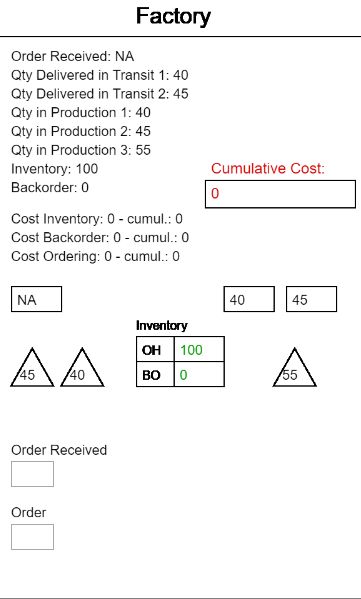 Factory
Order Received: NA
Qty Delivered in Transit 1: 40
Qty Delivered in Transit 2: 45
Qty in Production 1: 40
Qty in Production 2: 45
Qty in Production 3: 55
Inventory: 100
Backorder: 0
Cumulative Cost:
0
Cost Inventory: 0 - cumul.: 0
Cost Backorder: 0 - cumul.: 0
Cost Ordering: 0 - cumul.: 0
NA 40 45
Inventory
OH 100
45 40 BO 0 55
Order Received
Order